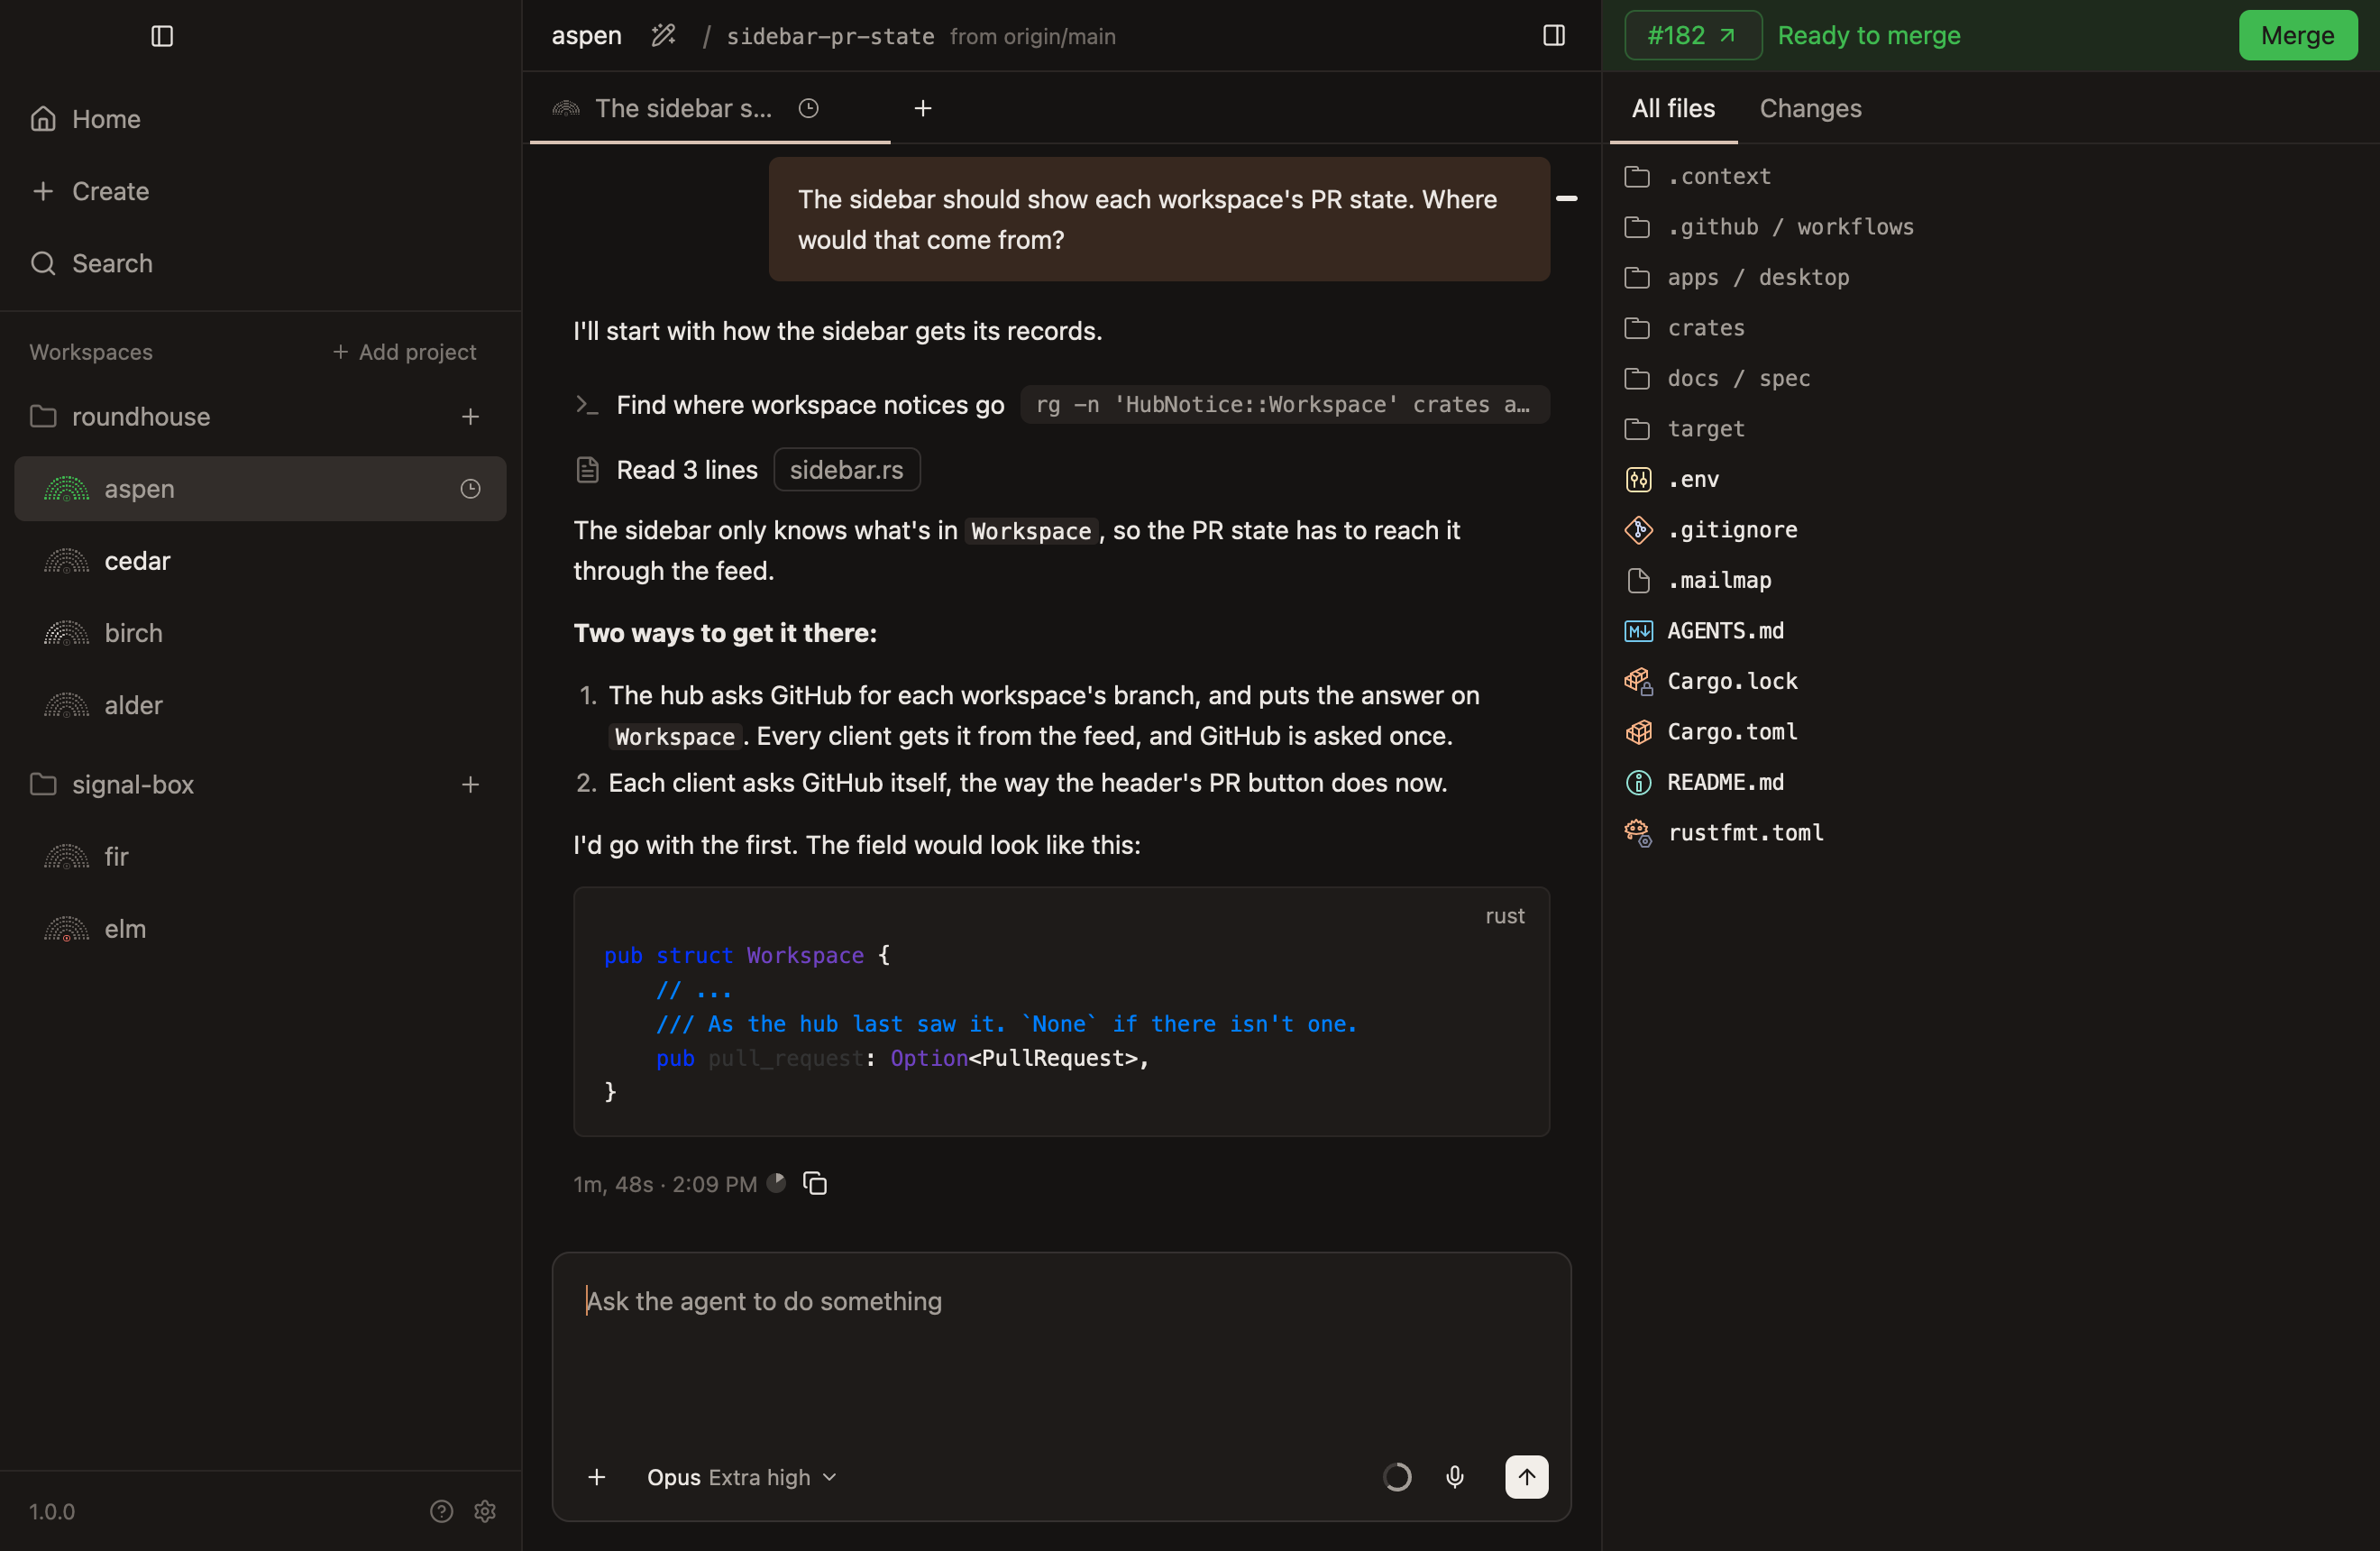 Home
Create
Search
Workspaces
+ Add project
roundhouse
aspen
cedar
birch
alder
signal-box
fir
elm
1.0.0
aspen / sidebar-pr-state from origin/main
The sidebar s...
The sidebar should show each workspace's PR state. Where
would that come from?
I'll start with how the sidebar gets its records.
Find where workspace notices go rg -n 'HubNotice::Workspace' crates a…
Read 3 lines sidebar.rs
The sidebar only knows what's in Workspace, so the PR state has to reach it
through the feed.
Two ways to get it there:
1. The hub asks GitHub for each workspace's branch, and puts the answer on
Workspace. Every client gets it from the feed, and GitHub is asked once.
2. Each client asks GitHub itself, the way the header's PR button does now.
I'd go with the first. The field would look like this:
rust
pub struct Workspace {
    // ...
    /// As the hub last saw it. `None` if there isn't one.
    pub pull_request: Option<PullRequest>,
}
1m, 48s · 2:09 PM
Ask the agent to do something
Opus Extra high
#182 Ready to merge
Merge
All files Changes
.context
.github / workflows
apps / desktop
crates
docs / spec
target
.env
.gitignore
.mailmap
AGENTS.md
Cargo.lock
Cargo.toml
README.md
rustfmt.toml